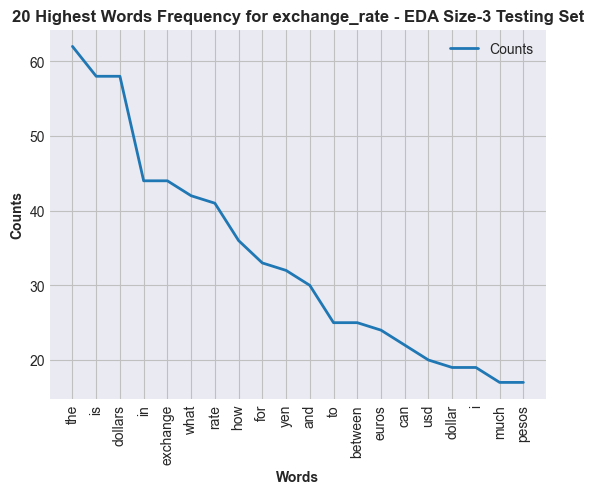 20 Highest Words Frequency for exchange_rate - EDA Size-3 Testing Set
Counts
60
50
40
30
20
Counts
the
is
dollars
in
exchange
what
rate
how
for
yen
and
to
between
euros
can
usd
dollar
i
much
pesos
Words